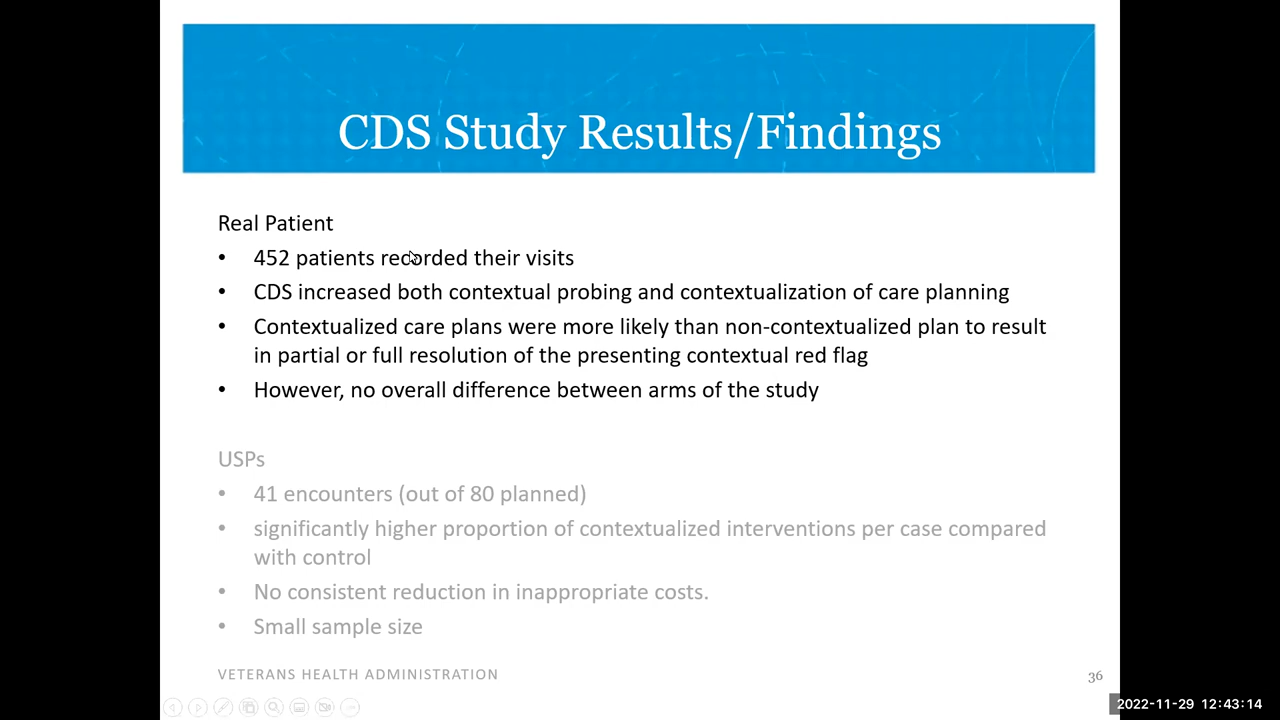 CDS Study Results/Findings
Real Patient
• 452 patients recorded their visits
• CDS increased both contextual probing and contextualization of care planning
• Contextualized care plans were more likely than non-contextualized plan to result
in partial or full resolution of the presenting contextual red flag
• However, no overall difference between arms of the study
USPs
• 41 encounters (out of 80 planned)
• significantly higher proportion of contextualized interventions per case compared
with control
• No consistent reduction in inappropriate costs.
• Small sample size
VETERANS HEALTH ADMINISTRATION
36
2022-11-29 12:43:14